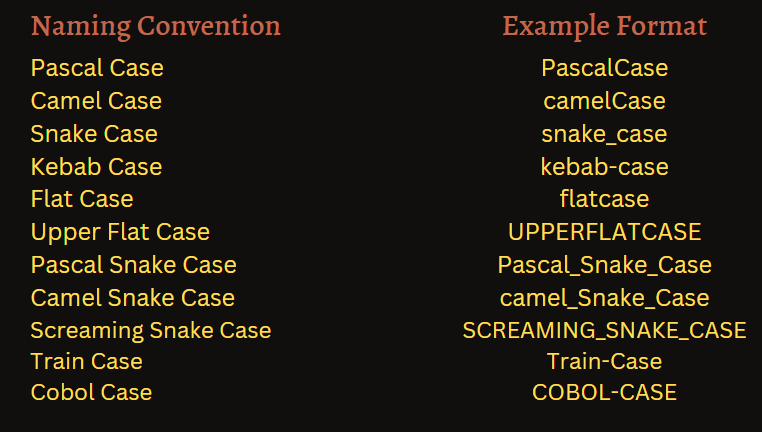 Naming Convention Example Format
Pascal Case PascalCase
Camel Case camelCase
Snake Case snake_case
Kebab Case kebab-case
Flat Case flatcase
Upper Flat Case UPPERFLATCASE
Pascal Snake Case Pascal_Snake_Case
Camel Snake Case camel_Snake_Case
Screaming Snake Case SCREAMING_SNAKE_CASE
Train Case Train-Case
Cobol Case COBOL-CASE